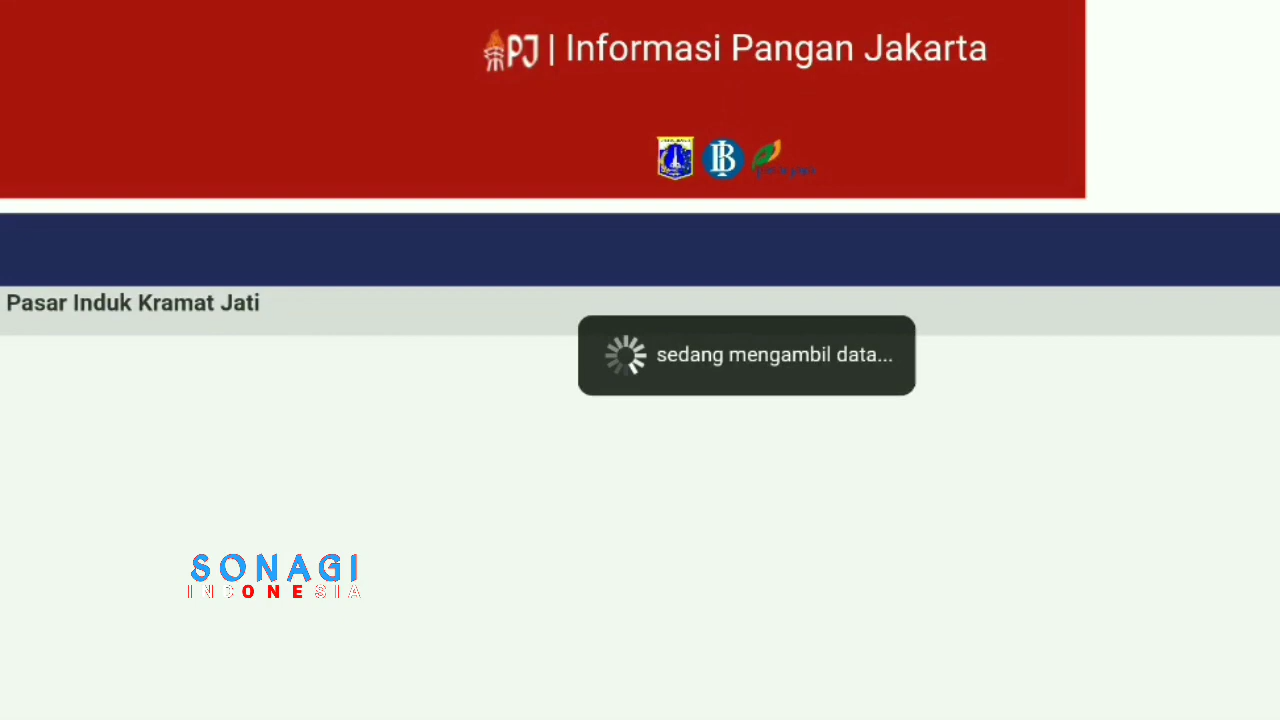 PJ | Informasi Pangan Jakarta
Pasar Induk Kramat Jati
sedang mengambil data...
SONAGI
INDONESIA